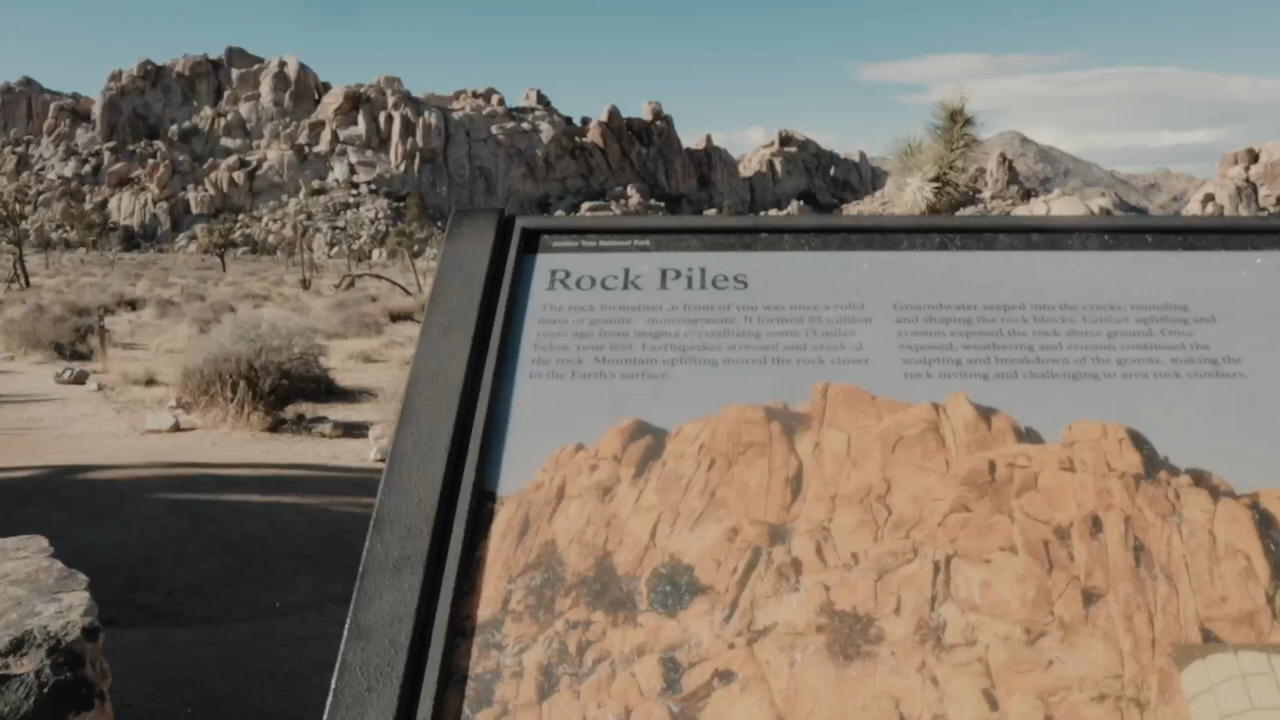 Joshua Tree National Park
Rock Piles
The rock formation in front of you was once a solid
mass of granite monzogranite. It formed 85 million
years ago from magma crystallizing some 15 miles
below your feet. Earthquakes stressed and cracked
the rock. Mountain uplifting moved the rock closer
to the Earth's surface.
Groundwater seeped into the cracks, rounding
and shaping the rock blocks. Further uplifting and
erosion exposed the rock above ground. Once
exposed, weathering and erosion continued the
sculpting and breakdown of the granite, making the
rock inviting and challenging to area rock climbers.